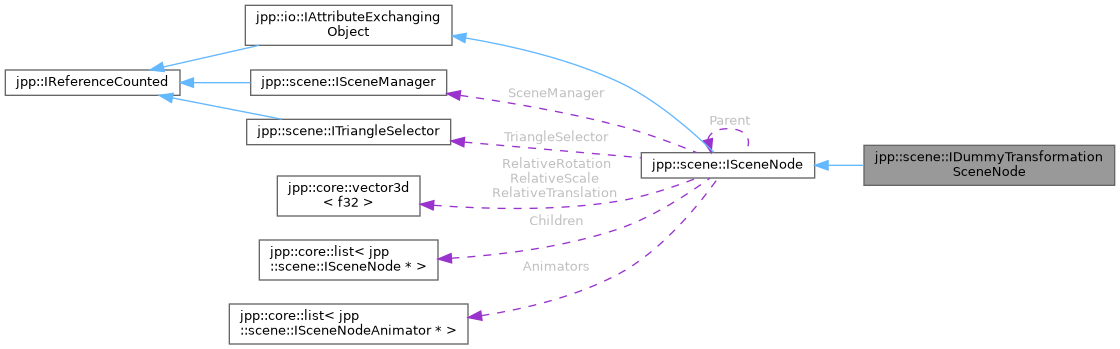 jpp::io::IAttributeExchanging
Object
jpp::IReferenceCounted
jpp::scene::ISceneManager
SceneManager
Parent
jpp::scene::ITriangleSelector
TriangleSelector
jpp::scene::ISceneNode
jpp::scene::IDummyTransformation
SceneNode
RelativeRotation
RelativeScale
RelativeTranslation
jpp::core::vector3d
< f32 >
Children
jpp::core::list< jpp
::scene::ISceneNode * >
Animators
jpp::core::list< jpp
::scene::ISceneNodeAnimator * >